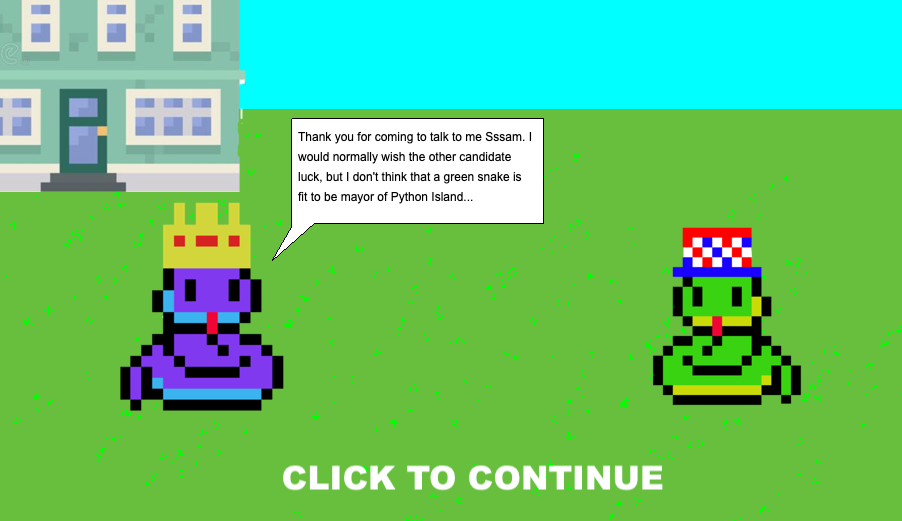 Thank you for coming to talk to me Sssam. I
would normally wish the other candidate
luck, but I don't think that a green snake is
fit to be mayor of Python Island...
CLICK TO CONTINUE